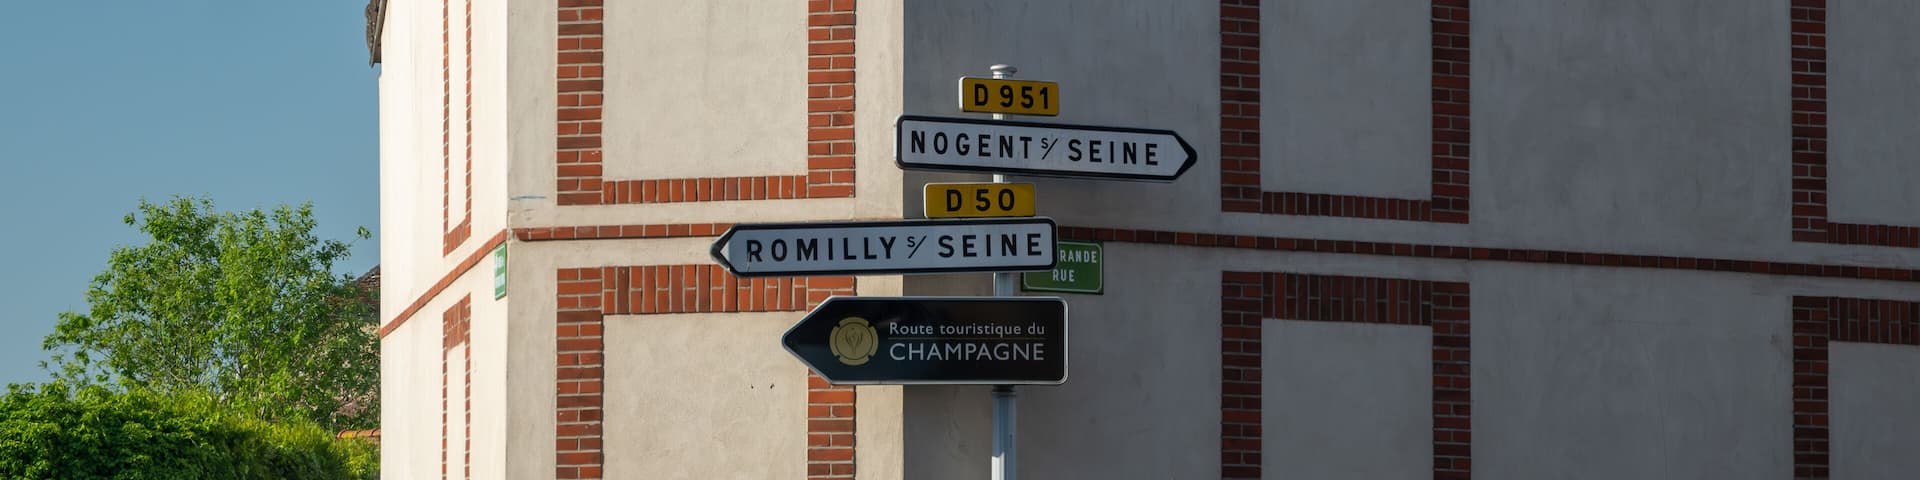 D 951
NOGENT s/ SEINE
D 50
ROMILLY s/ SEINE
RUE
Route touristique du
CHAMPAGNE